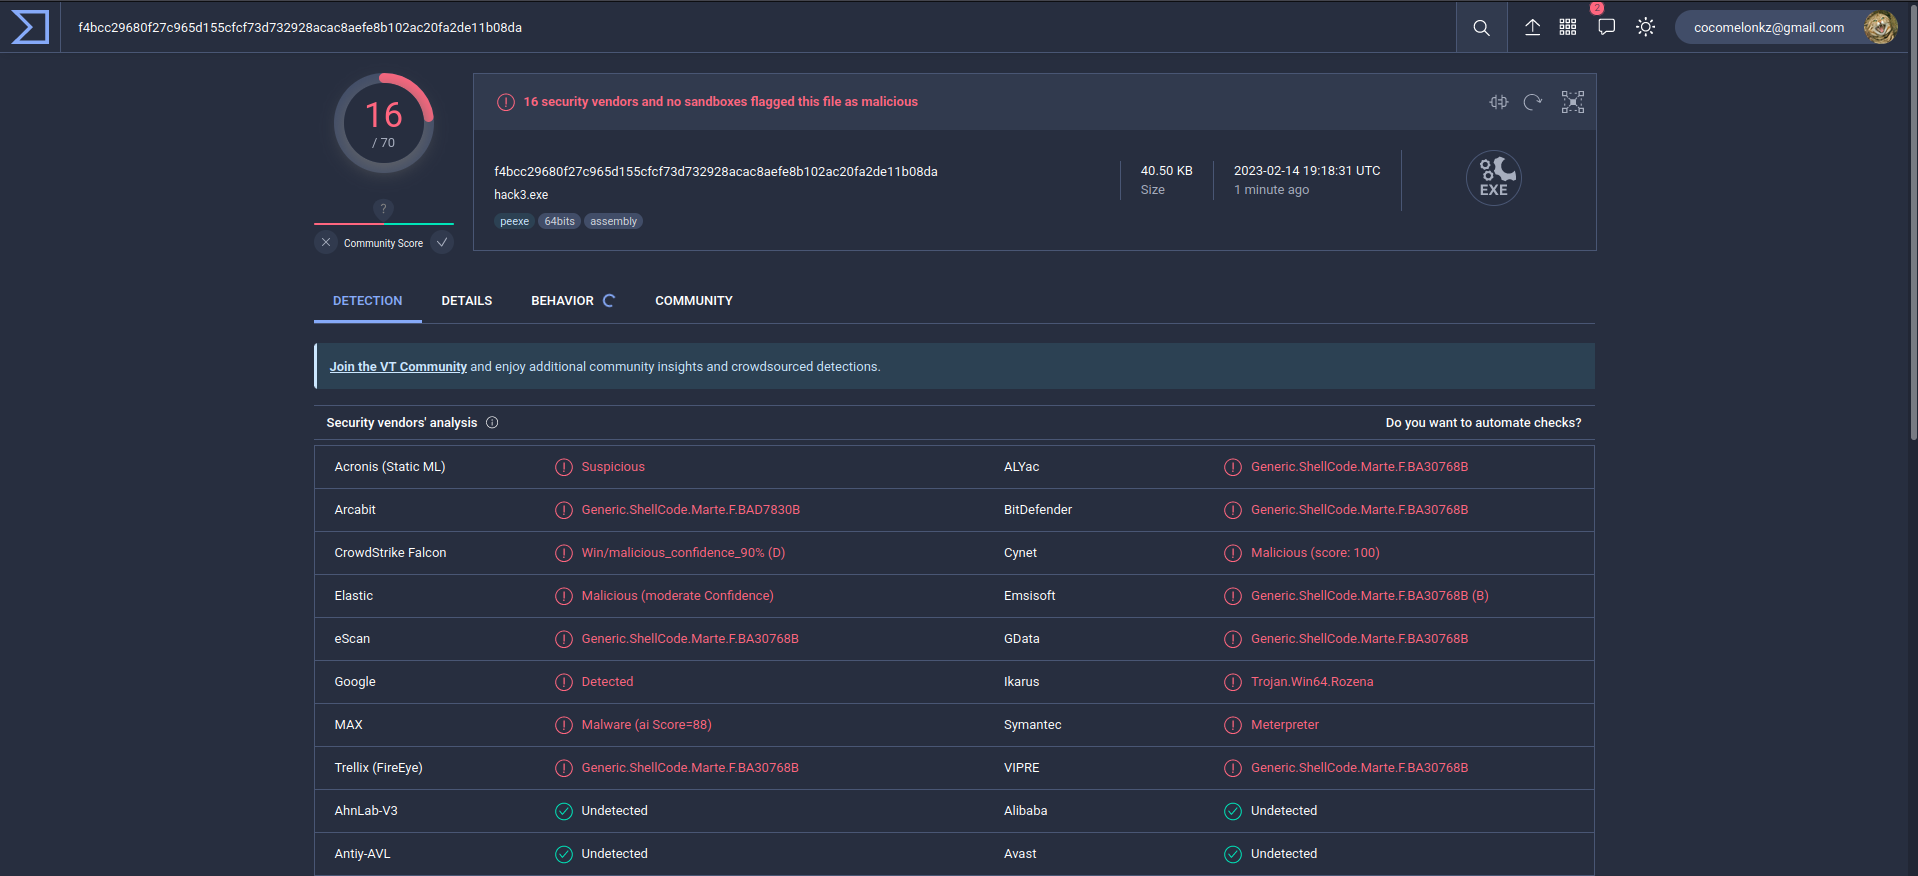 f4bcc29680f27c965d155cfcf73d732928acac8aefe8b102ac20fa2de11b08da
2
cocomelonkz@gmail.com
16
/ 70
?
Community Score
16 security vendors and no sandboxes flagged this file as malicious
f4bcc29680f27c965d155cfcf73d732928acac8aefe8b102ac20fa2de11b08da
hack3.exe
peexe 64bits assembly
40.50 KB
Size
2023-02-14 19:18:31 UTC
1 minute ago
EXE
DETECTION DETAILS BEHAVIOR COMMUNITY
Join the VT Community and enjoy additional community insights and crowdsourced detections.
Security vendors' analysis Do you want to automate checks?
Acronis (Static ML) Suspicious ALYac Generic.ShellCode.Marte.F.BA30768B
Arcabit Generic.ShellCode.Marte.F.BAD7830B BitDefender Generic.ShellCode.Marte.F.BA30768B
CrowdStrike Falcon Win/malicious_confidence_90% (D) Cynet Malicious (score: 100)
Elastic Malicious (moderate Confidence) Emsisoft Generic.ShellCode.Marte.F.BA30768B (B)
eScan Generic.ShellCode.Marte.F.BA30768B GData Generic.ShellCode.Marte.F.BA30768B
Google Detected Ikarus Trojan.Win64.Rozena
MAX Malware (ai Score=88) Symantec Meterpreter
Trellix (FireEye) Generic.ShellCode.Marte.F.BA30768B VIPRE Generic.ShellCode.Marte.F.BA30768B
AhnLab-V3 Undetected Alibaba Undetected
Antiy-AVL Undetected Avast Undetected